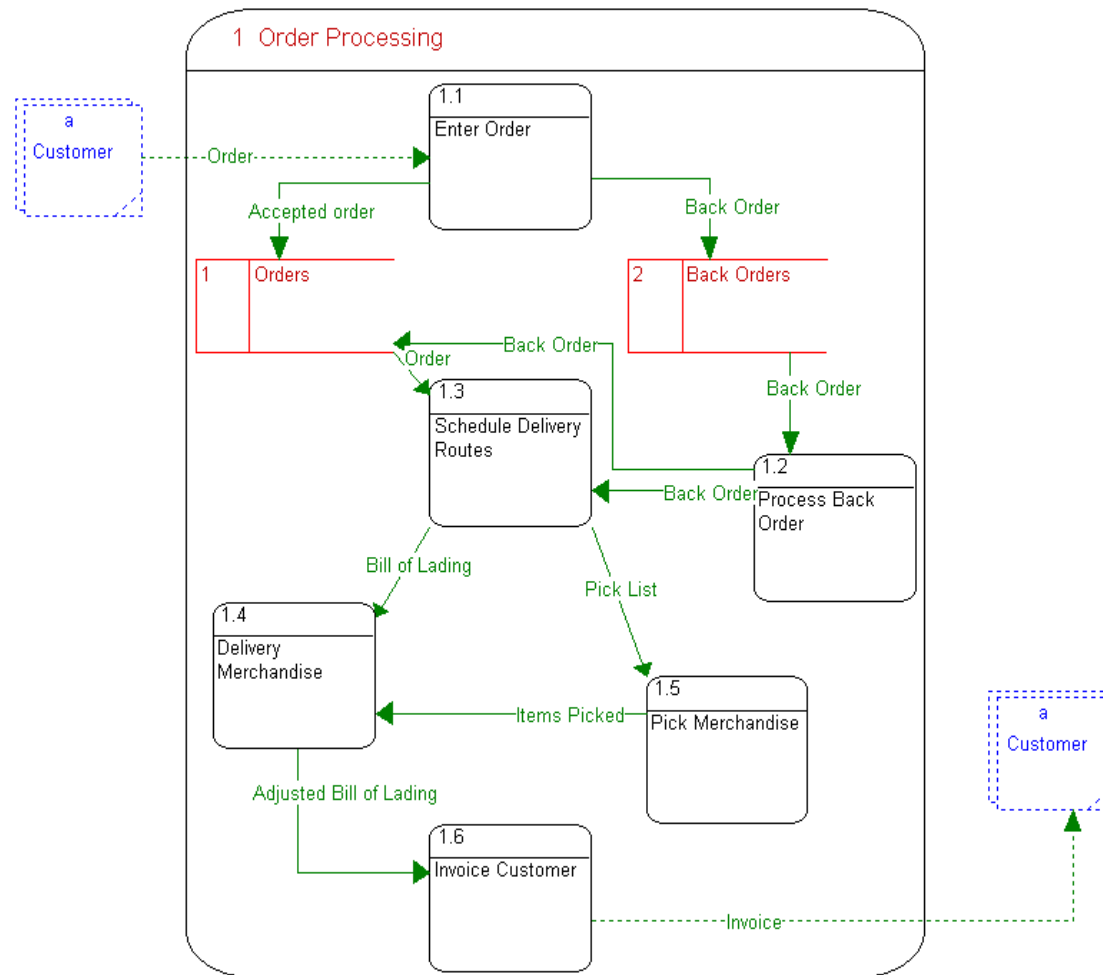 1 Order Processing
a
Customer
1.1
Enter Order
Order
Accepted order
Back Order
1
Orders
2
Back Orders
Back Order
Order
Back Order
1.3
Schedule Delivery
Routes
1.2
Process Back
Order
Back Order
Bill of Lading
Pick List
1.4
Delivery
Merchandise
1.5
Pick Merchandise
Items Picked
a
Customer
Adjusted Bill of Lading
1.6
Invoice Customer
Invoice